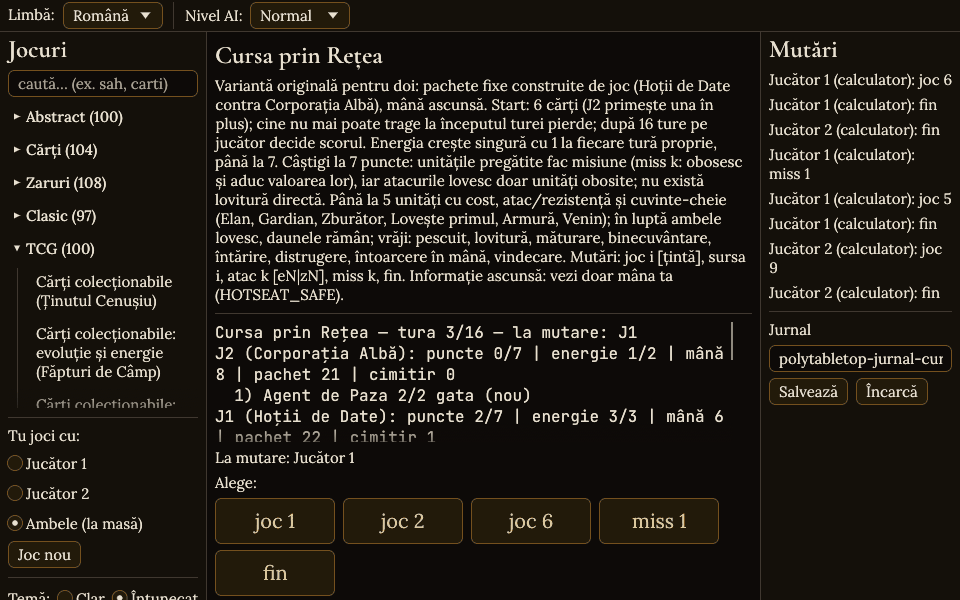 Limbă: Română Nivel AI: Normal
Jocuri
caută... (ex. sah, carti)
Abstract (100)
Cărți (104)
Zaruri (108)
Clasic (97)
TCG (100)
Cărți colecționabile
(Ținutul Cenușiu)
Cărți colecționabile:
evoluție și energie
(Făpturi de Câmp)
Cărți colecționabile:
Tu joci cu:
Jucător 1
Jucător 2
Ambele (la masă)
Joc nou
Temă: Clar Întunecat
Cursa prin Rețea
Variantă originală pentru doi: pachete fixe construite de joc (Hoții de Date
contra Corporația Albă), mână ascunsă. Start: 6 cărți (J2 primește una în
plus); cine nu mai poate trage la începutul turei pierde; după 16 ture pe
jucător decide scorul. Energia crește singură cu 1 la fiecare tură proprie,
până la 7. Câștigi la 7 puncte: unitățile pregătite fac misiune (miss k: obosesc
și aduc valoarea lor), iar atacurile lovesc doar unități obosite; nu există
lovitură directă. Până la 5 unități cu cost, atac/rezistență și cuvinte-cheie
(Elan, Gardian, Zburător, Lovește primul, Armură, Venin); în luptă ambele
lovesc, daunele rămân; vrăji: pescuit, lovitură, măturare, binecuvântare,
întărire, distrugere, întoarcere în mână, vindecare. Mutări: joc i [țintă], sursa
i, atac k [eN|zN], miss k, fin. Informație ascunsă: vezi doar mâna ta
(HOTSEAT_SAFE).
Cursa prin Rețea — tura 3/16 — la mutare: J1
J2 (Corporația Albă): puncte 0/7 | energie 1/2 | mână
8 | pachet 21 | cimitir 0
1) Agent de Paza 2/2 gata (nou)
J1 (Hoții de Date): puncte 2/7 | energie 3/3 | mână 6
| pachet 22 | cimitir 1
La mutare: Jucător 1
Alege:
joc 1 joc 2 joc 6 miss 1
fin
Mutări
Jucător 1 (calculator): joc 6
Jucător 1 (calculator): fin
Jucător 2 (calculator): fin
Jucător 1 (calculator):
miss 1
Jucător 1 (calculator): joc 5
Jucător 1 (calculator): fin
Jucător 2 (calculator): joc
9
Jucător 2 (calculator): fin
Jurnal
polytabletop-jurnal-cur
Salvează Încarcă